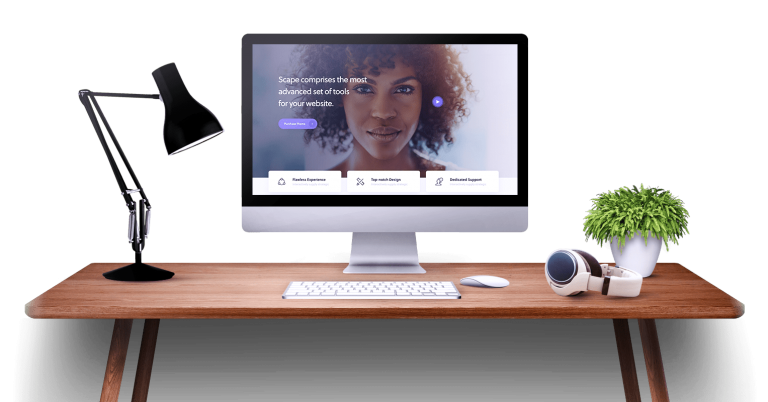 Scape comprises the most
advanced set of tools
for your website.
Purchase Theme
Flawless Experience
Top-notch Design
Dedicated Support